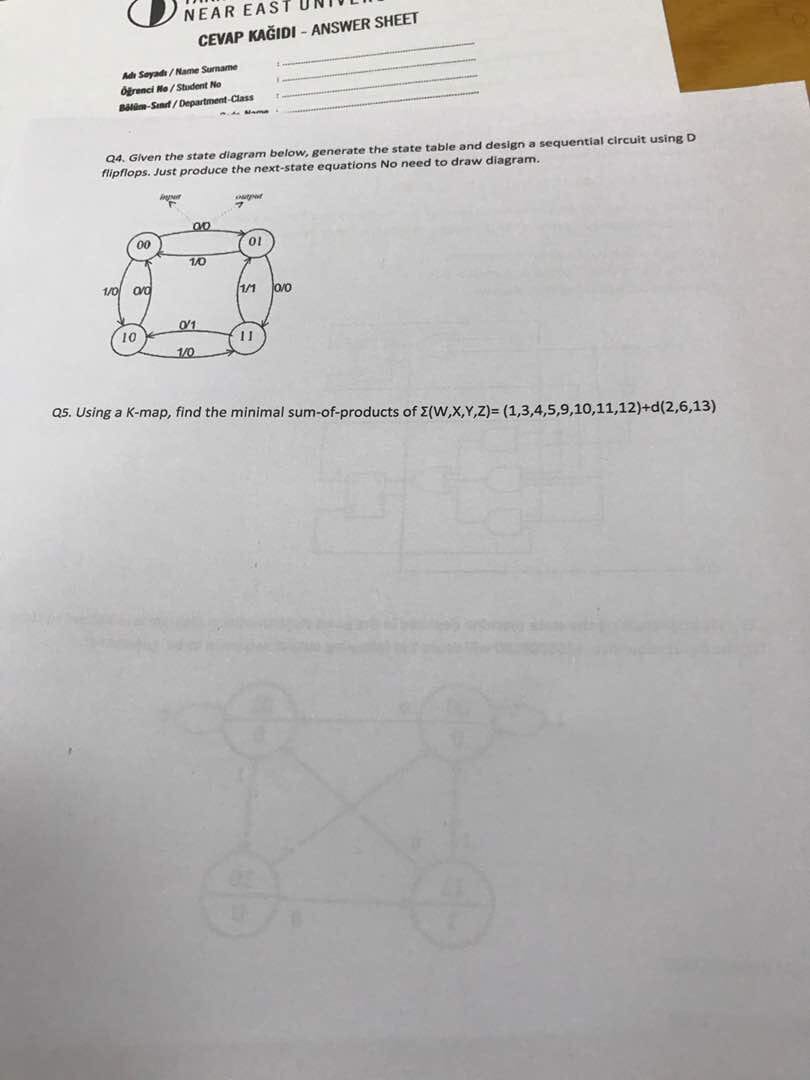 NEAR EAST
CEVAP KAĞIDI - ANSWER SHEET
Adı Soyadı / Name Surname :
Öğrenci No / Student No :
Bölüm-Sınıf / Department-Class :
Q4. Given the state diagram below, generate the state table and design a sequential circuit using D
flipflops. Just produce the next-state equations No need to draw diagram.
input output
0/0
00 01
1/0
1/0 0/0 1/1 0/0
0/1
10 11
1/0
Q5. Using a K-map, find the minimal sum-of-products of Σ(W,X,Y,Z)= (1,3,4,5,9,10,11,12)+d(2,6,13)